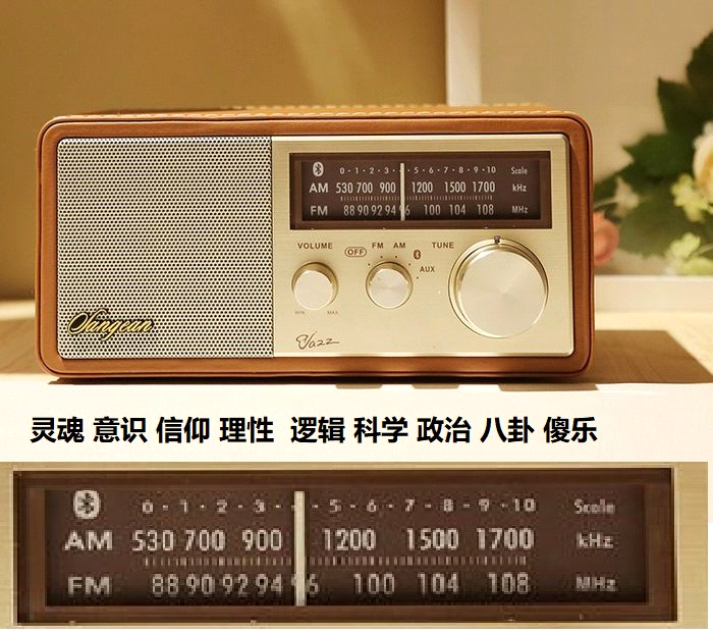 0 · 1 · 2 · 3 · · 5 · 6 · 7 · 8 · 9 · 10 Scale
AM 530 700 900 1200 1500 1700 kHz
FM 88 90 92 94 96 100 104 108 MHz
VOLUME OFF FM AM TUNE
AUX
MIN MAX
Sangean
Jazz
灵魂 意识 信仰 理性 逻辑 科学 政治 八卦 傻乐
0 · 1 · 2 · 3 · · 5 · 6 · 7 · 8 · 9 · 10 Scale
AM 530 700 900 1200 1500 1700 kHz
FM 88 90 92 94 96 100 104 108 MHz